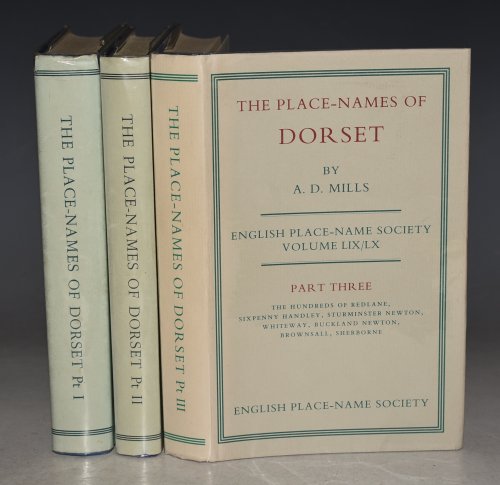 THE PLACE-NAMES OF DORSET Pt I
THE PLACE-NAMES OF DORSET Pt II
THE PLACE-NAMES OF DORSET Pt III
THE PLACE-NAMES OF
DORSET
BY
A. D. MILLS
ENGLISH PLACE-NAME SOCIETY
VOLUME LIX/LX
PART THREE
THE HUNDREDS OF REDLANE,
SIXPENNY HANDLEY, STURMINSTER NEWTON,
WHITEWAY, BUCKLAND NEWTON,
BROWNSALL, SHERBORNE
ENGLISH PLACE-NAME SOCIETY